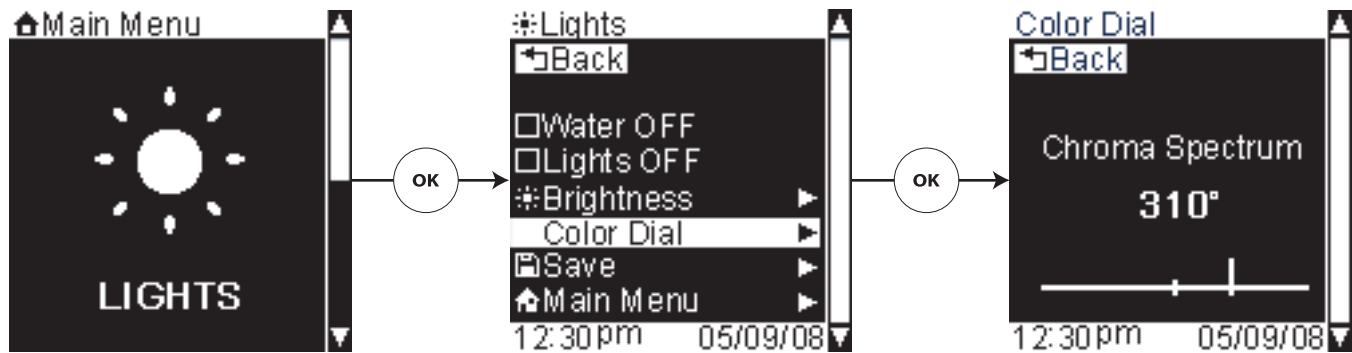 Main Menu
LIGHTS
OK
Lights
Back
Water OFF
Lights OFF
Brightness
Color Dial
Save
Main Menu
12:30pm 05/09/08
OK
Color Dial
Back
Chroma Spectrum
310°
12:30pm 05/09/08